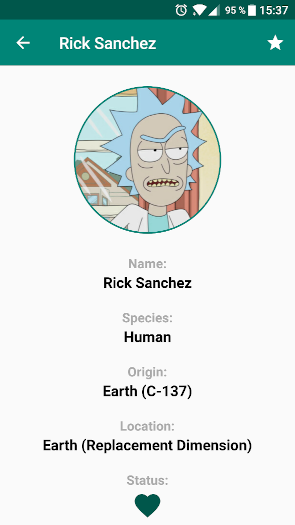 95 % 15:37
Rick Sanchez
Name:
Rick Sanchez
Species:
Human
Origin:
Earth (C-137)
Location:
Earth (Replacement Dimension)
Status: